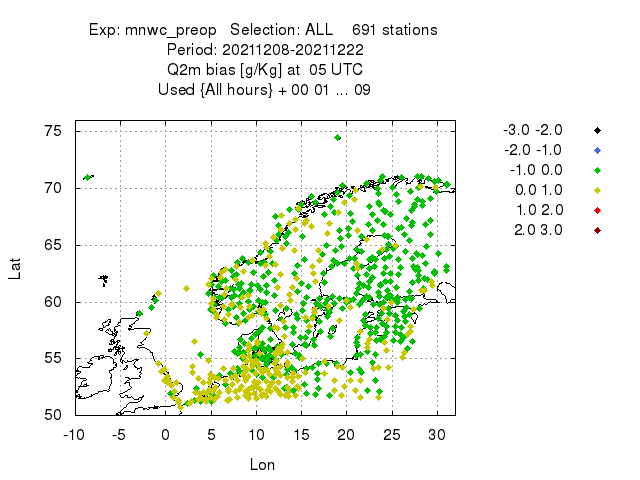 Exp: mnwc_preop   Selection: ALL    691 stations
Period: 20211208-20211222
Q2m bias [g/Kg] at  05 UTC
Used {All hours} + 00 01 ... 09
-3.0 -2.0
-2.0 -1.0
-1.0 0.0
0.0 1.0
1.0 2.0
2.0 3.0
Lat
75
70
65
60
55
50
-10 -5 0 5 10 15 20 25 30
Lon